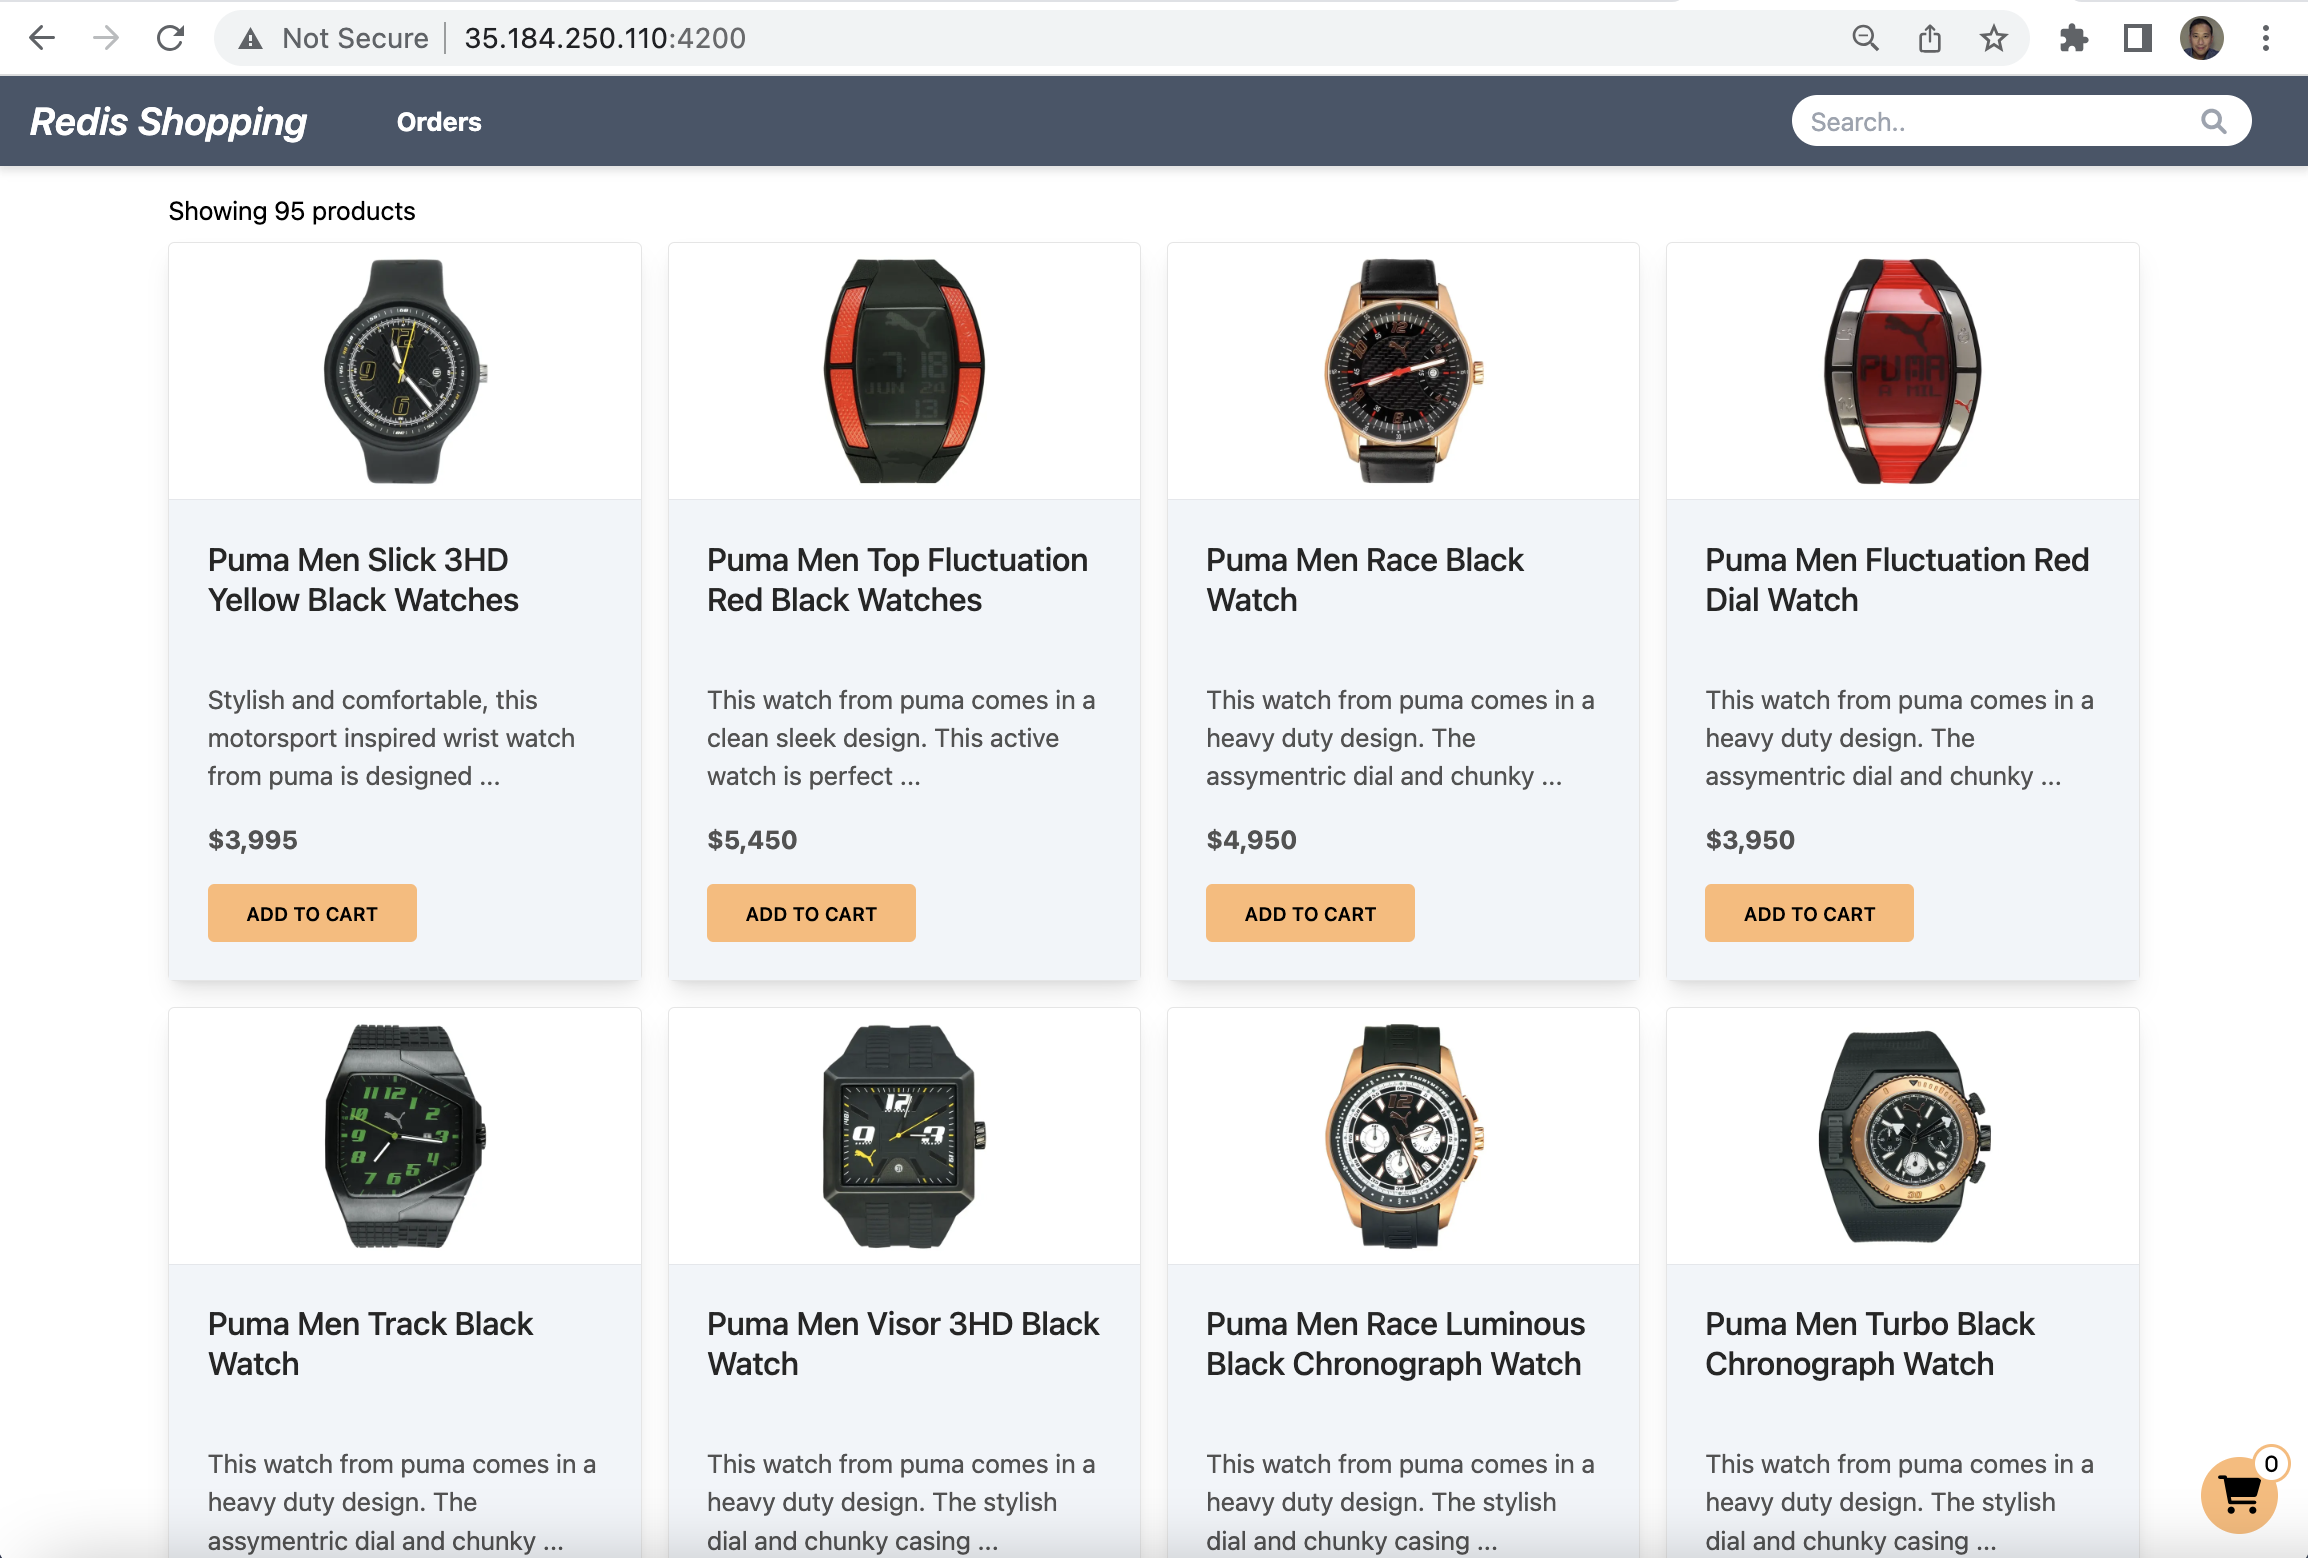 Not Secure 35.184.250.110:4200
Redis Shopping Orders Search..
Showing 95 products
Puma Men Slick 3HD
Yellow Black Watches
Stylish and comfortable, this
motorsport inspired wrist watch
from puma is designed ...
$3,995
ADD TO CART
7:18
JUN 24
13
Puma Men Top Fluctuation
Red Black Watches
This watch from puma comes in a
clean sleek design. This active
watch is perfect ...
$5,450
ADD TO CART
Puma Men Race Black
Watch
This watch from puma comes in a
heavy duty design. The
assymentric dial and chunky ...
$4,950
ADD TO CART
PUMA
A MIL
Puma Men Fluctuation Red
Dial Watch
This watch from puma comes in a
heavy duty design. The
assymentric dial and chunky ...
$3,950
ADD TO CART
Puma Men Track Black
Watch
This watch from puma comes in a
heavy duty design. The
assymentric dial and chunky ...
Puma Men Visor 3HD Black
Watch
This watch from puma comes in a
heavy duty design. The stylish
dial and chunky casing ...
Puma Men Race Luminous
Black Chronograph Watch
This watch from puma comes in a
heavy duty design. The stylish
dial and chunky casing ...
Puma Men Turbo Black
Chronograph Watch
This watch from puma comes in a
heavy duty design. The stylish
dial and chunky casing ...
0